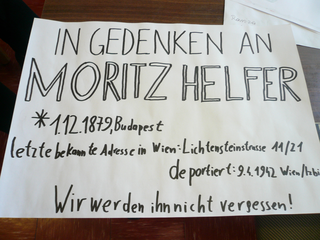 IN GEDENKEN AN
MORITZ HELFER
*1.12.1879, Budapest
letzte bekannte Adresse in Wien: Lichtensteinstrasse 11/21
deportiert: 9.4.1942 Wien/Izbi
Wir werden ihn nicht vergessen!